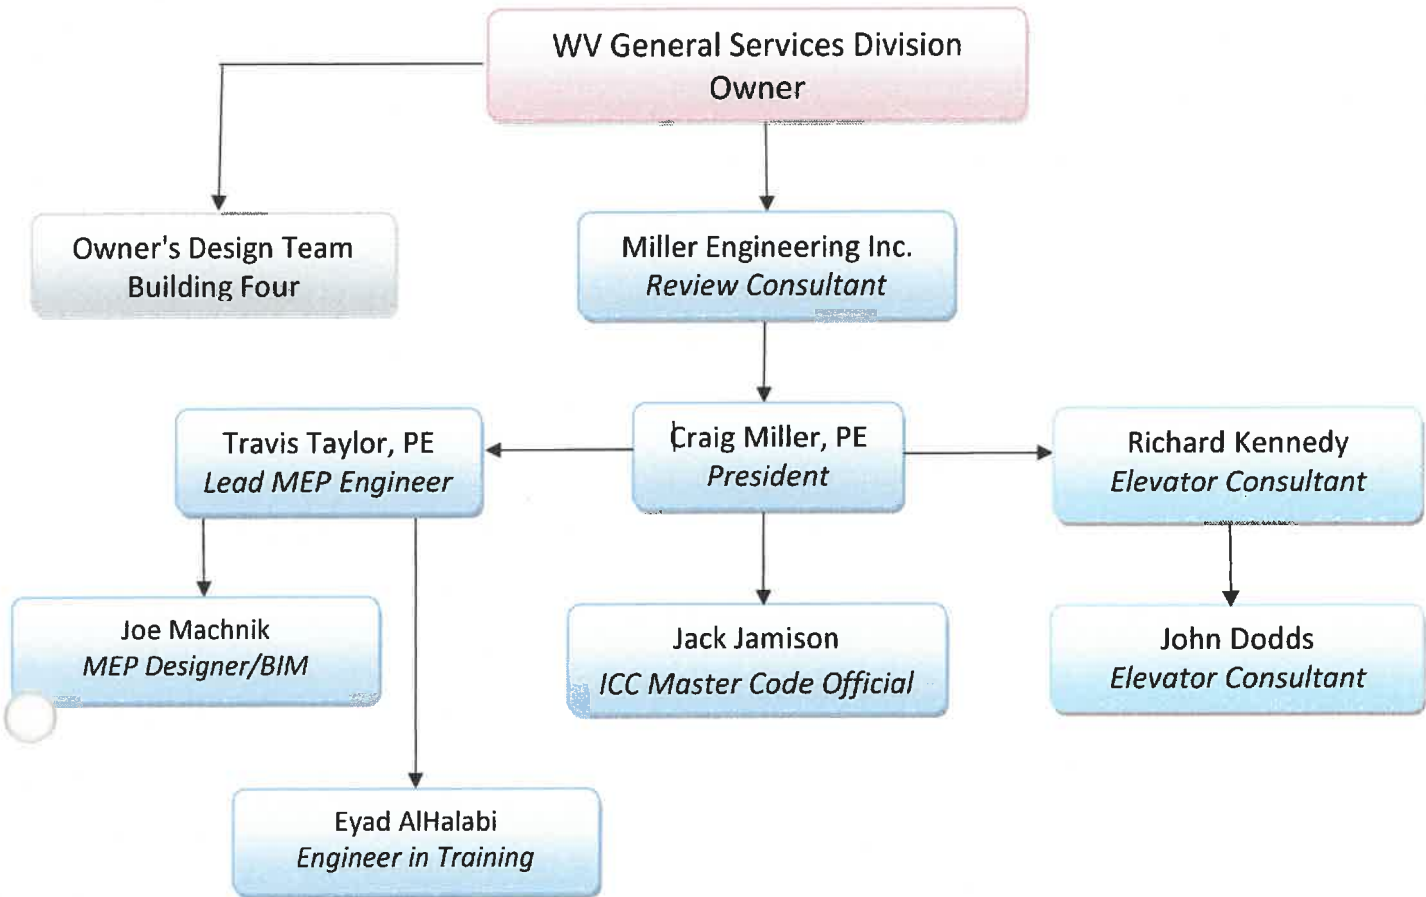 WV General Services Division
Owner
Owner's Design Team
Building Four
Miller Engineering Inc.
Review Consultant
Travis Taylor, PE
Lead MEP Engineer
Craig Miller, PE
President
Richard Kennedy
Elevator Consultant
Joe Machnik
MEP Designer/BIM
Jack Jamison
ICC Master Code Official
John Dodds
Elevator Consultant
Eyad AlHalabi
Engineer in Training